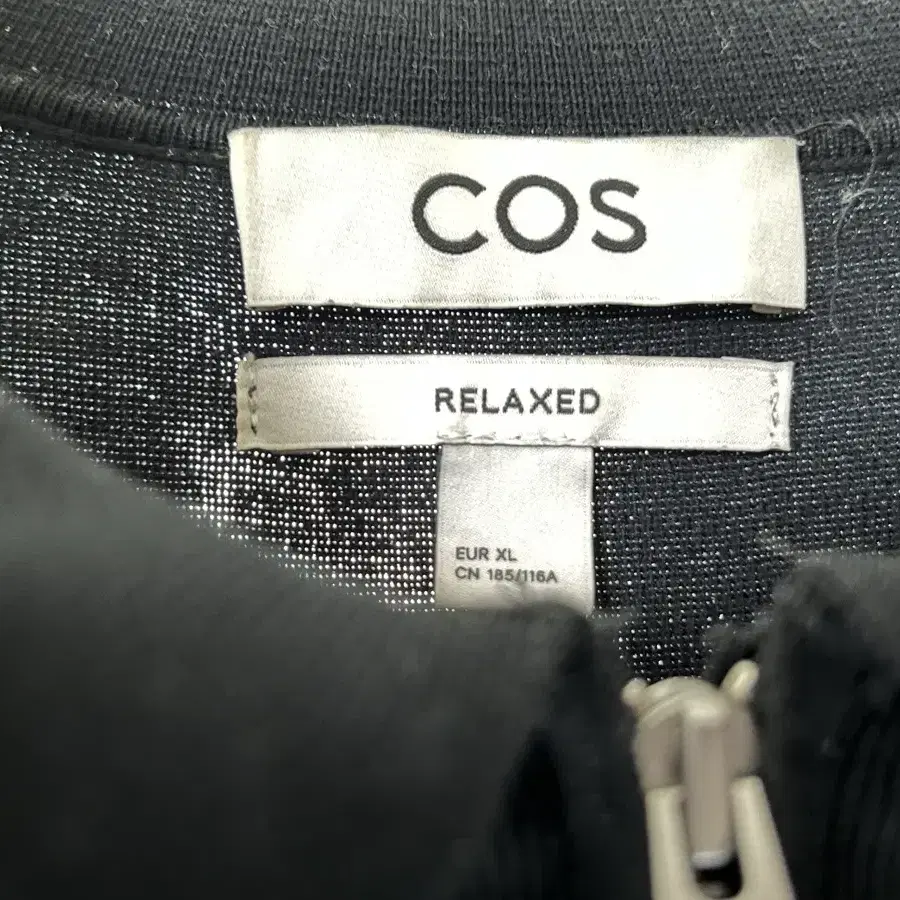 COS
RELAXED
EUR XL
CN 185/116A